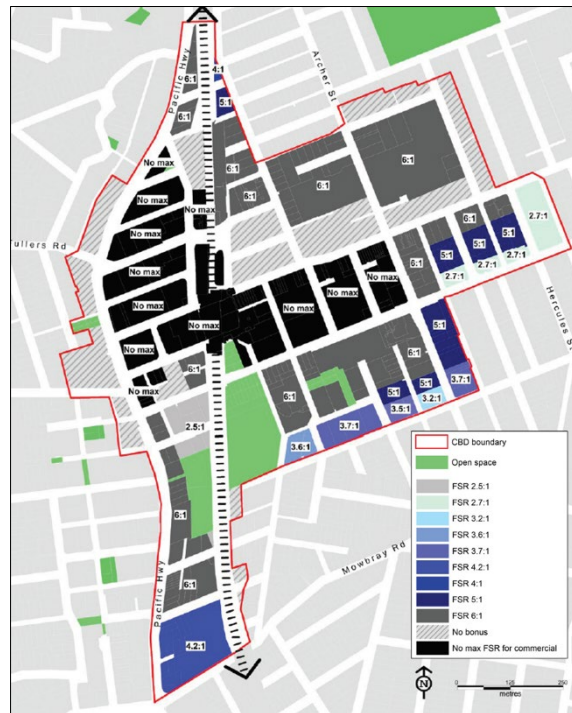 Pacific Hwy
4:1
6:1
5:1
6:1
Archer St
6:1
No max
6:1
6:1
6:1
No max
No max
ullers Rd
No max
No max
No max
No max
No max
No max
No max
No max
No max
6:1
6:1
5:1
5:1
5:1
2.7:1
2.7:1
2.7:1
2.7:1
Hercules St
6:1
6:1
6:1
5:1
5:1
5:1
3.7:1
3.5:1
3.2:1
2.5:1
3.6:1
3.7:1
6:1
6:1
Pacific Hwy
4.2:1
Mowbray Rd
CBD boundary
Open space
FSR 2.5:1
FSR 2.7:1
FSR 3.2:1
FSR 3.6:1
FSR 3.7:1
FSR 4.2:1
FSR 4:1
FSR 5:1
FSR 6:1
No bonus
No max FSR for commercial
N
0 125 250
metres